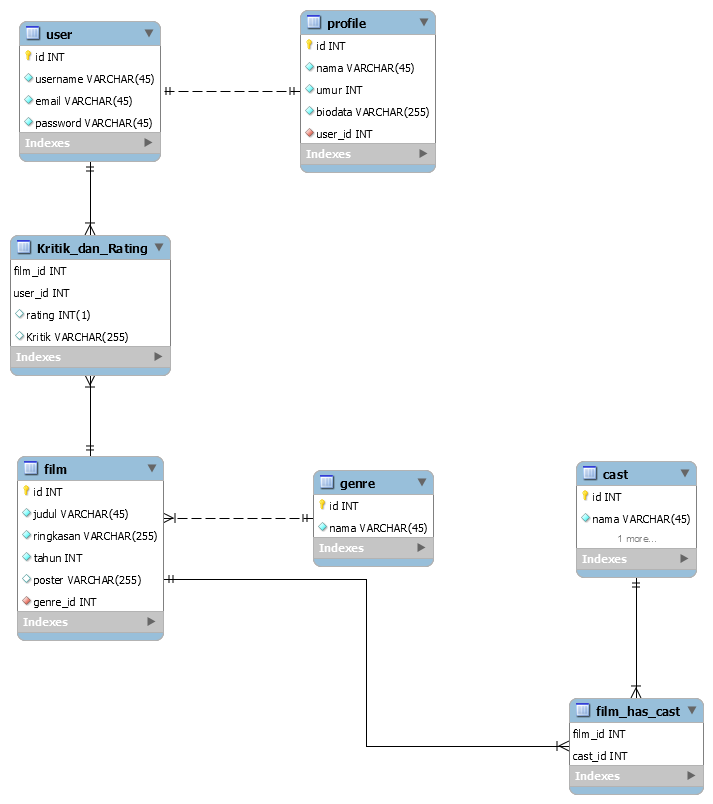 user
id INT
username VARCHAR(45)
email VARCHAR(45)
password VARCHAR(45)
Indexes
profile
id INT
nama VARCHAR(45)
umur INT
biodata VARCHAR(255)
user_id INT
Indexes
Kritik_dan_Rating
film_id INT
user_id INT
rating INT(1)
Kritik VARCHAR(255)
Indexes
film
id INT
judul VARCHAR(45)
ringkasan VARCHAR(255)
tahun INT
poster VARCHAR(255)
genre_id INT
Indexes
genre
id INT
nama VARCHAR(45)
Indexes
cast
id INT
nama VARCHAR(45)
1 more...
Indexes
film_has_cast
film_id INT
cast_id INT
Indexes